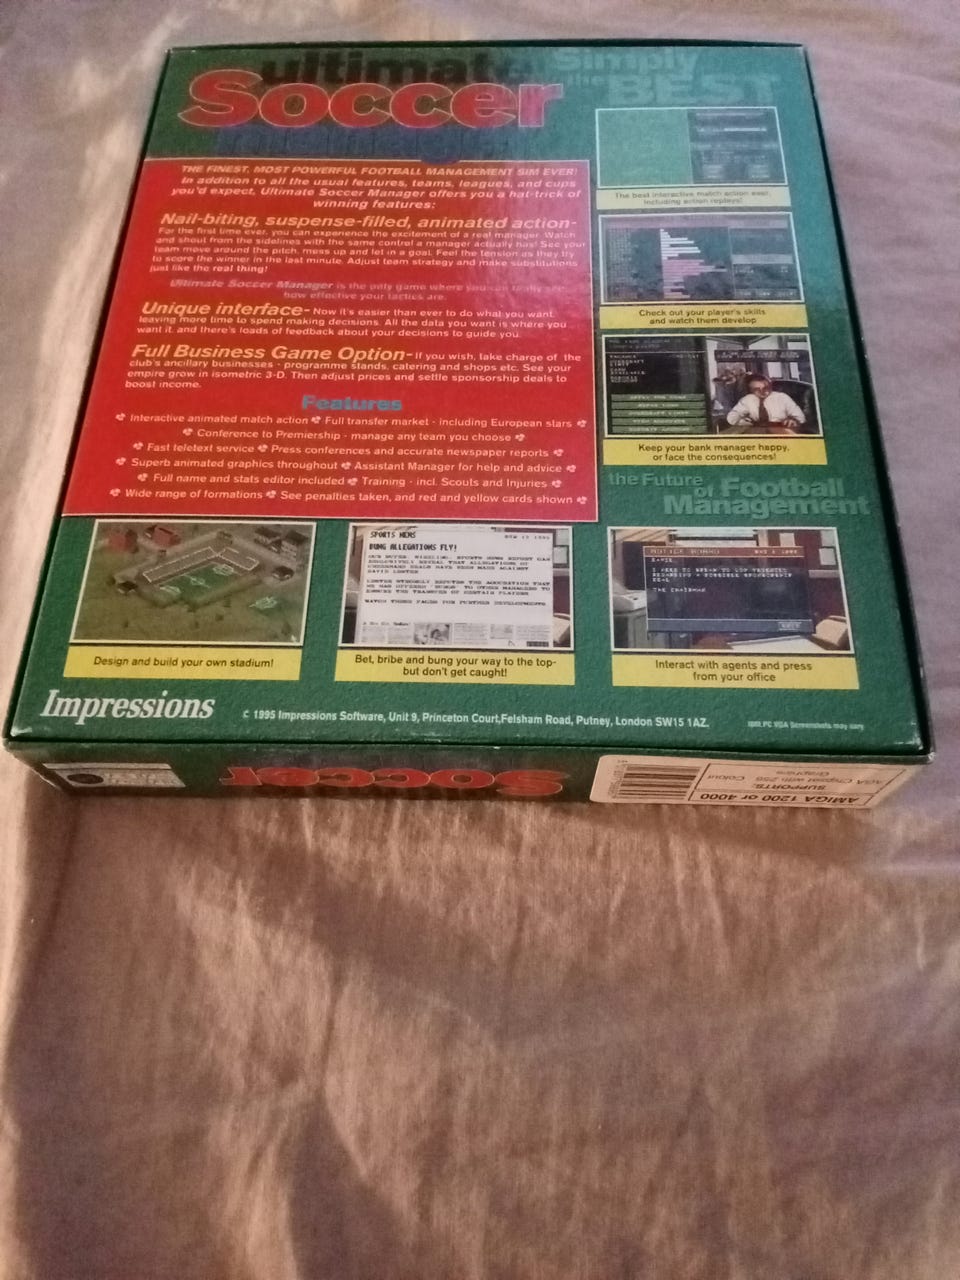 ultimate
Soccer
manager
Simply
the BEST
THE FINEST, MOST POWERFUL FOOTBALL MANAGEMENT SIM EVER!
In addition to all the usual features, teams, leagues, and cups
you'd expect, Ultimate Soccer Manager offers you a hat-trick of
winning features:
Nail-biting, suspense-filled, animated action-
For the first time ever, you can experience the excitement of a real manager. Watch
and shout from the sidelines with the same control a manager actually has! See your
team move around the pitch, mess up and let in a goal. Feel the tension as they try
to score the winner in the last minute. Adjust team strategy and make substitutions
just like the real thing!
Ultimate Soccer Manager is the only game where you can really see
how effective your tactics are.
Unique interface- Now it's easier than ever to do what you want,
leaving more time to spend making decisions. All the data you want is where you
want it, and there's loads of feedback about your decisions to guide you.
Full Business Game Option- If you wish, take charge of the
club's ancillary businesses - programme stands, catering and shops etc. See your
empire grow in isometric 3-D. Then adjust prices and settle sponsorship deals to
boost income.
Features
Interactive animated match action Full transfer market - including European stars
Conference to Premiership - manage any team you choose
Fast teletext service Press conferences and accurate newspaper reports
Superb animated graphics throughout Assistant Manager for help and advice
Full name and stats editor included Training - incl. Scouts and Injuries
Wide range of formations See penalties taken, and red and yellow cards shown
The best interactive match action ever,
including action replays!
Check out your player's skills
and watch them develop
Keep your bank manager happy,
or face the consequences!
the Future
of Football
Management
SPORTS NEWS
NOV 13 1995
BUNG ALLEGATIONS FLY!
WATCH THESE PAGES FOR FURTHER DEVELOPMENTS
NOTICE BOARD
THE CHAIRMAN
EXIT
Design and build your own stadium!
Bet, bribe and bung your way to the top-
but don't get caught!
Interact with agents and press
from your office
Impressions
© 1995 Impressions Software, Unit 9, Princeton Court,Felsham Road, Putney, London SW15 1AZ.
IBM PC VGA Screenshots may vary
Soccer
AMIGA 1200 or 4000
SUPPORTS:
AGA Chipset with 256 Colour
Graphics